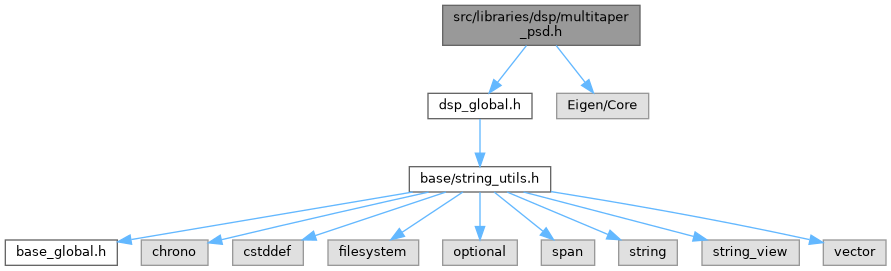 src/libraries/dsp/multitaper
_psd.h
dsp_global.h
Eigen/Core
base/string_utils.h
base_global.h
chrono
cstddef
filesystem
optional
span
string
string_view
vector